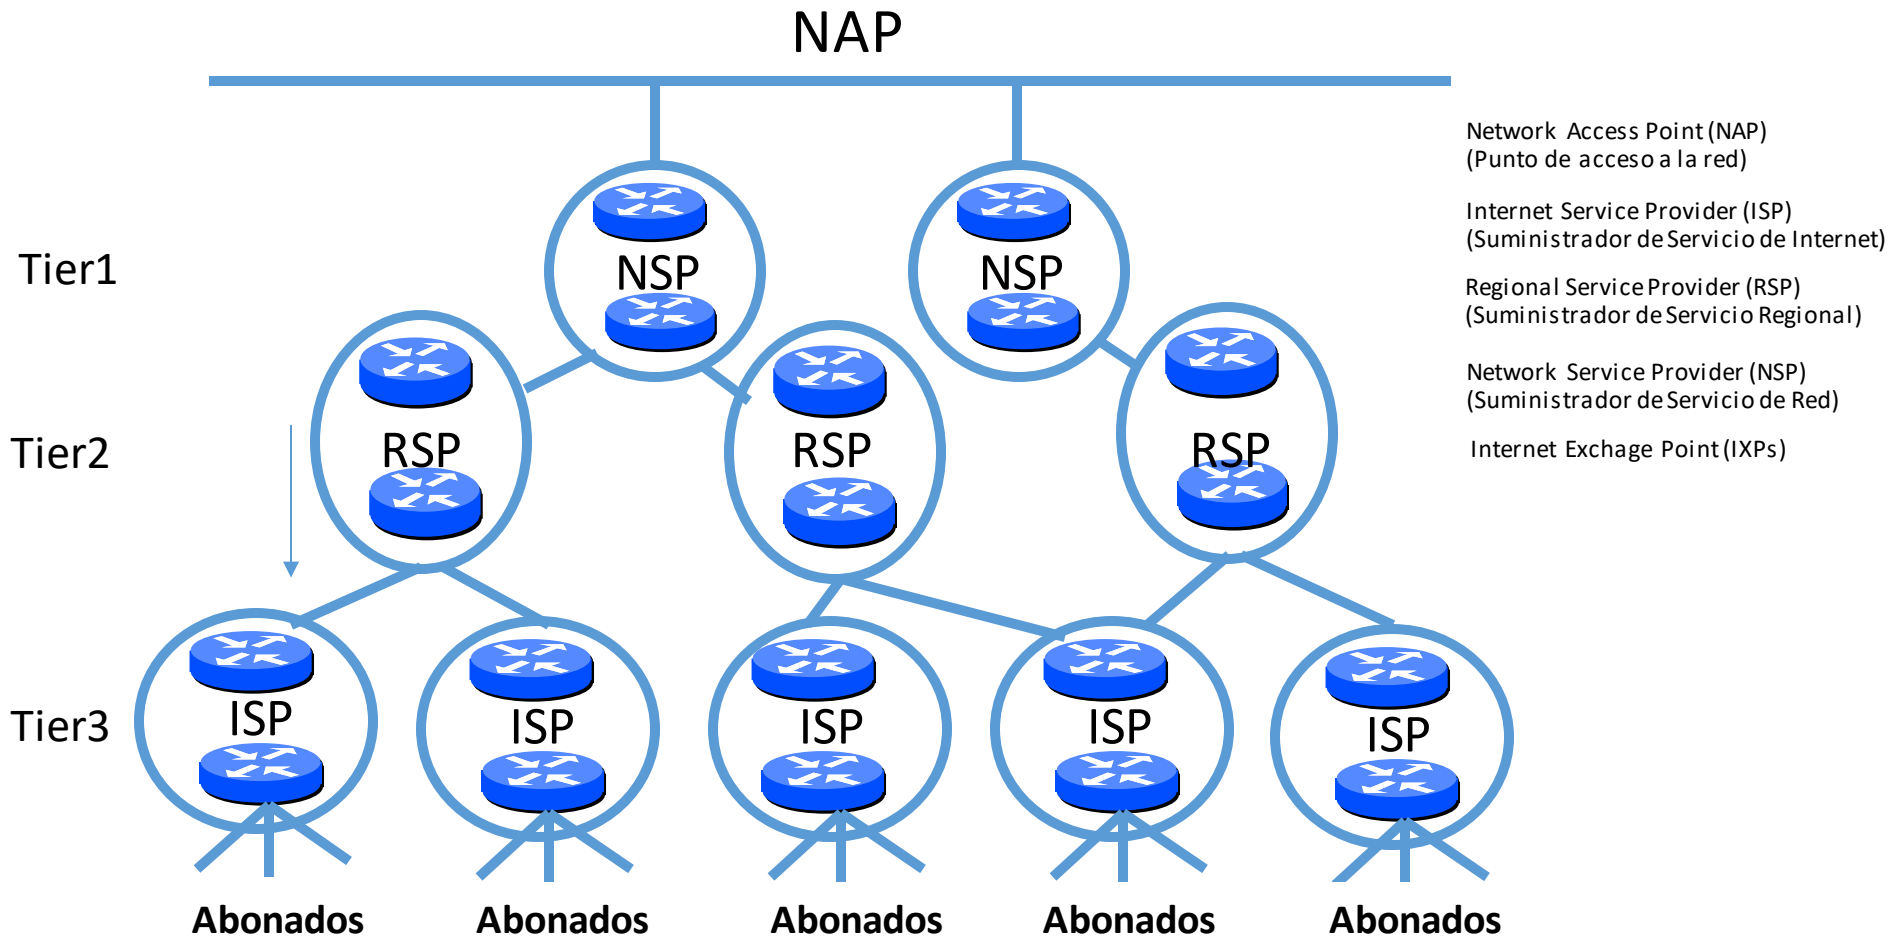 NAP
Network Access Point (NAP)
(Punto de acceso a la red)
Internet Service Provider (ISP)
(Suministrador de Servicio de Internet)
Tier1
NSP
NSP
Regional Service Provider (RSP)
(Suministrador de Servicio Regional)
Network Service Provider (NSP)
(Suministrador de Servicio de Red)
Tier2
RSP
RSP
RSP
Internet Exchage Point (IXPs)
Tier3
ISP
ISP
ISP
ISP
ISP
Abonados
Abonados
Abonados
Abonados
Abonados